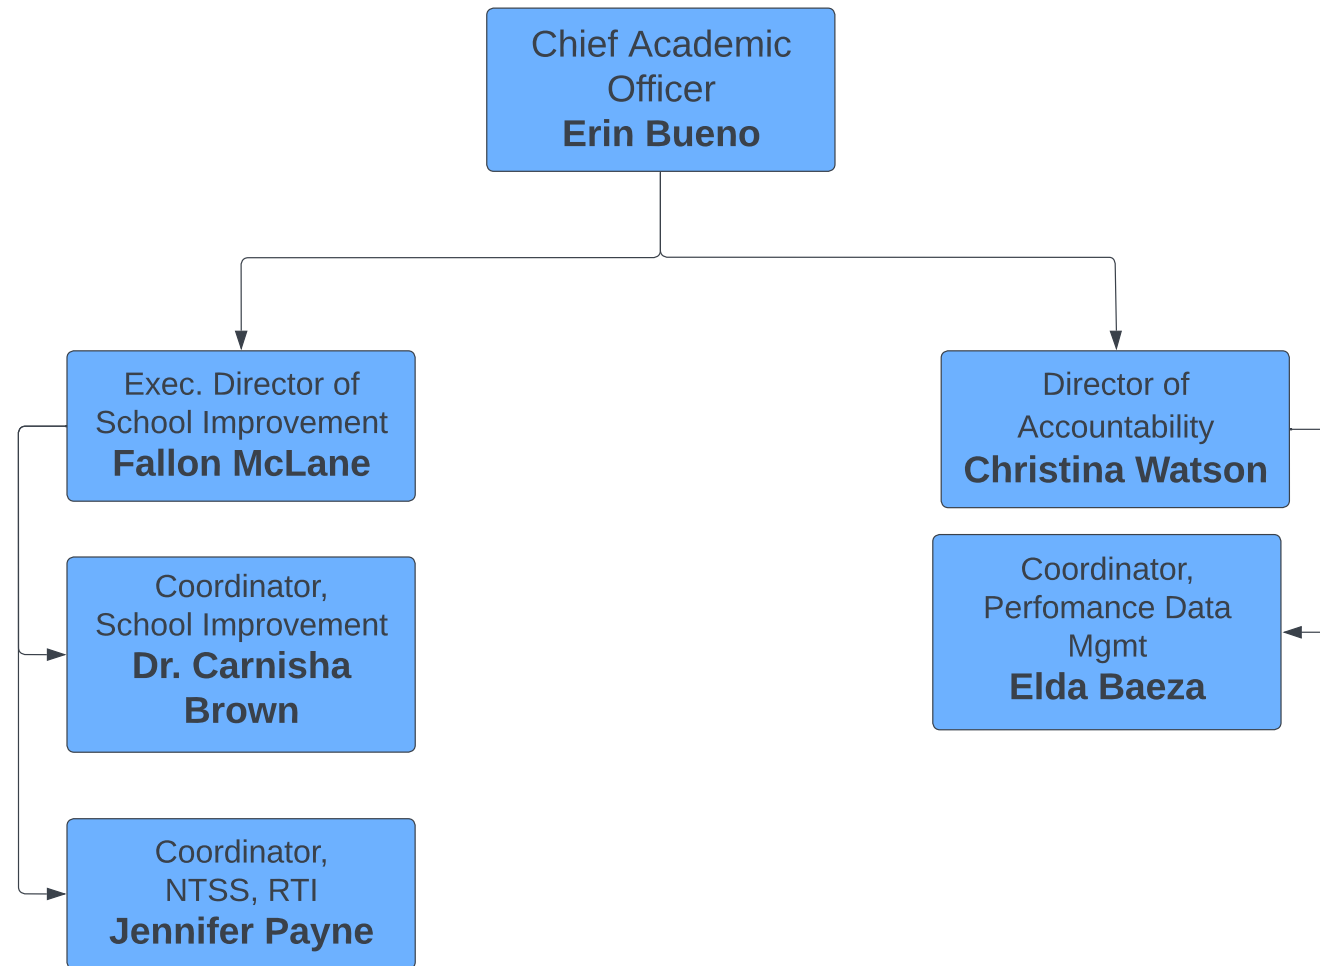 Chief Academic
Officer
Erin Bueno
Exec. Director of
School Improvement
Fallon McLane
Director of
Accountability
Christina Watson
Coordinator,
School Improvement
Dr. Carnisha
Brown
Coordinator,
Perfomance Data
Mgmt
Elda Baeza
Coordinator,
NTSS, RTI
Jennifer Payne